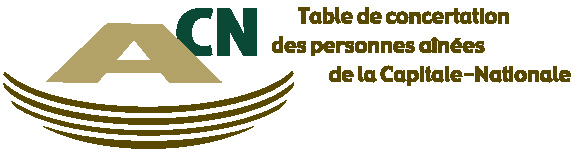 ACN
Table de concertation
des personnes aînées
de la Capitale-Nationale